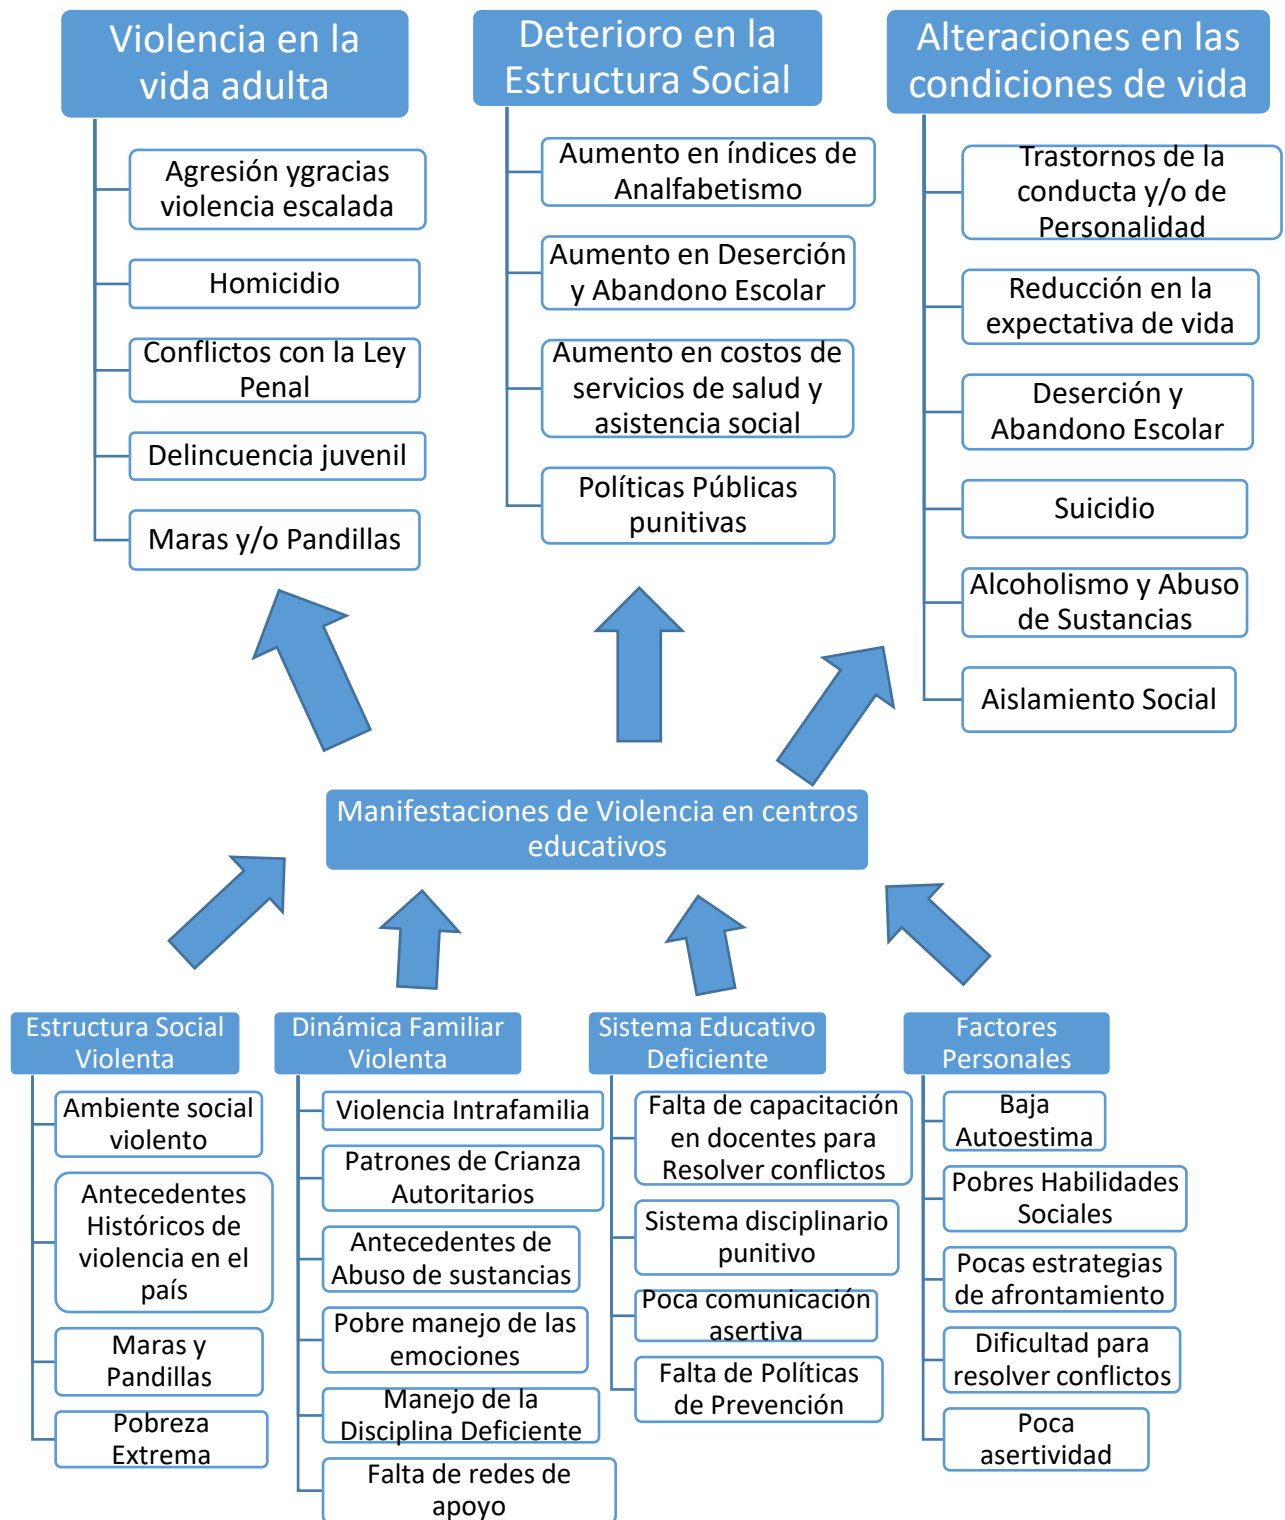 Violencia en la
vida adulta
Agresión ygracias
violencia escalada
Homicidio
Conflictos con la Ley
Penal
Delincuencia juvenil
Maras y/o Pandillas
Deterioro en la
Estructura Social
Aumento en índices de
Analfabetismo
Aumento en Deserción
y Abandono Escolar
Aumento en costos de
servicios de salud y
asistencia social
Políticas Públicas
punitivas
Alteraciones en las
condiciones de vida
Trastornos de la
conducta y/o de
Personalidad
Reducción en la
expectativa de vida
Deserción y
Abandono Escolar
Suicidio
Alcoholismo y Abuso
de Sustancias
Aislamiento Social
Manifestaciones de Violencia en centros
educativos
Estructura Social
Violenta
Ambiente social
violento
Antecedentes
Históricos de
violencia en el
país
Maras y
Pandillas
Pobreza
Extrema
Dinámica Familiar
Violenta
Violencia Intrafamilia
Patrones de Crianza
Autoritarios
Antecedentes de
Abuso de sustancias
Pobre manejo de las
emociones
Manejo de la
Disciplina Deficiente
Falta de redes de
apoyo
Sistema Educativo
Deficiente
Falta de capacitación
en docentes para
Resolver conflictos
Sistema disciplinario
punitivo
Poca comunicación
asertiva
Falta de Políticas
de Prevención
Factores
Personales
Baja
Autoestima
Pobres Habilidades
Sociales
Pocas estrategias
de afrontamiento
Dificultad para
resolver conflictos
Poca
asertividad